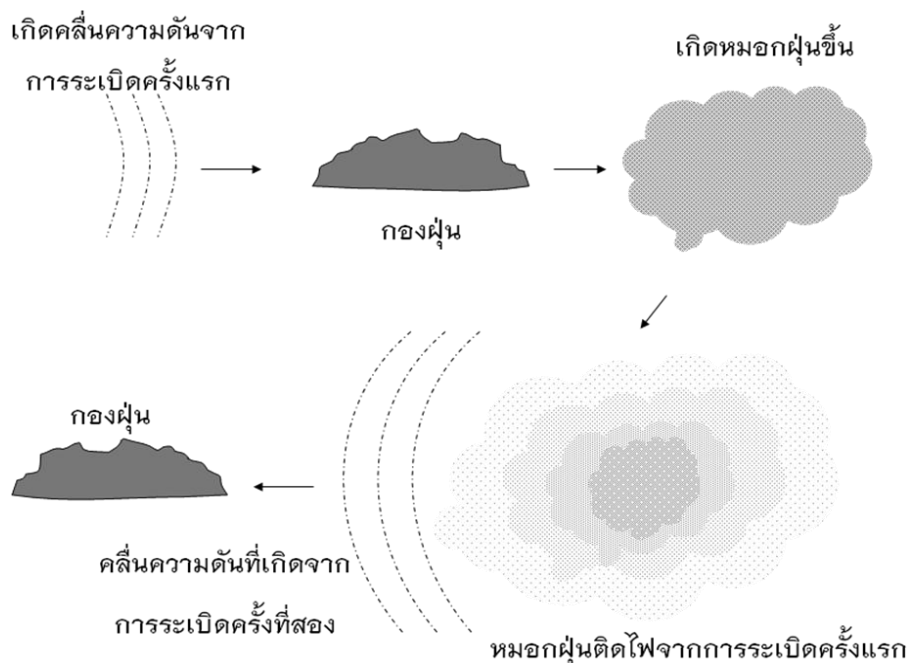 เกิดคลื่นความดันจาก
การระเบิดครั้งแรก
เกิดหมอกฝุ่นขึ้น
กองฝุ่น
กองฝุ่น
คลื่นความดันที่เกิดจาก
การระเบิดครั้งที่สอง
หมอกฝุ่นติดไฟจากการระเบิดครั้งแรก